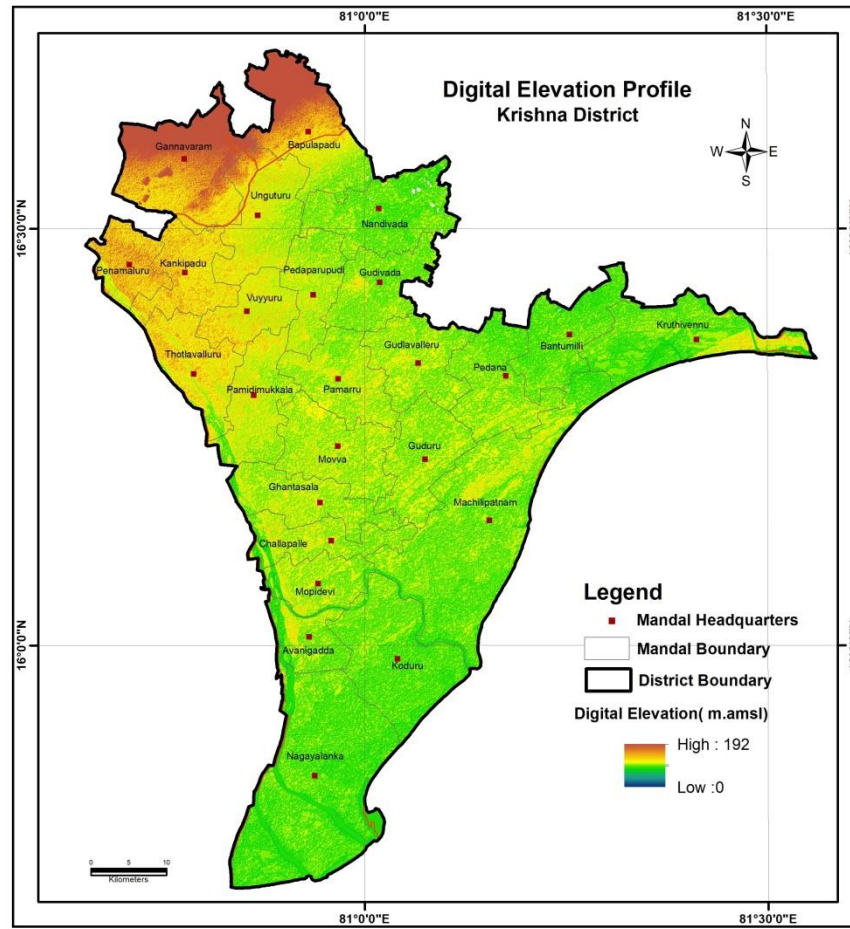 81°0'0"E
81°30'0"E
Digital Elevation Profile
Krishna District
N
W
E
S
Gannavaram
Bapulapadu
Unguturu
Nandivada
16°30'0"N
Penamaluru
Kankipadu
Pedaparupudi
Gudivada
Vuyyuru
Kruthivennu
Gudlavalleru
Bantumilli
Thotlavalluru
Pedana
Pamidimukkala
Pamarru
Movva
Guduru
Ghantasala
Machilipatnam
Challapalle
Mopidevi
Legend
Mandal Headquarters
16°0'0"N
Avanigadda
Mandal Boundary
Koduru
District Boundary
Digital Elevation( m.amsl)
High : 192
Low :0
Nagayalanka
0 5 10
Kilometers
81°0'0"E
81°30'0"E